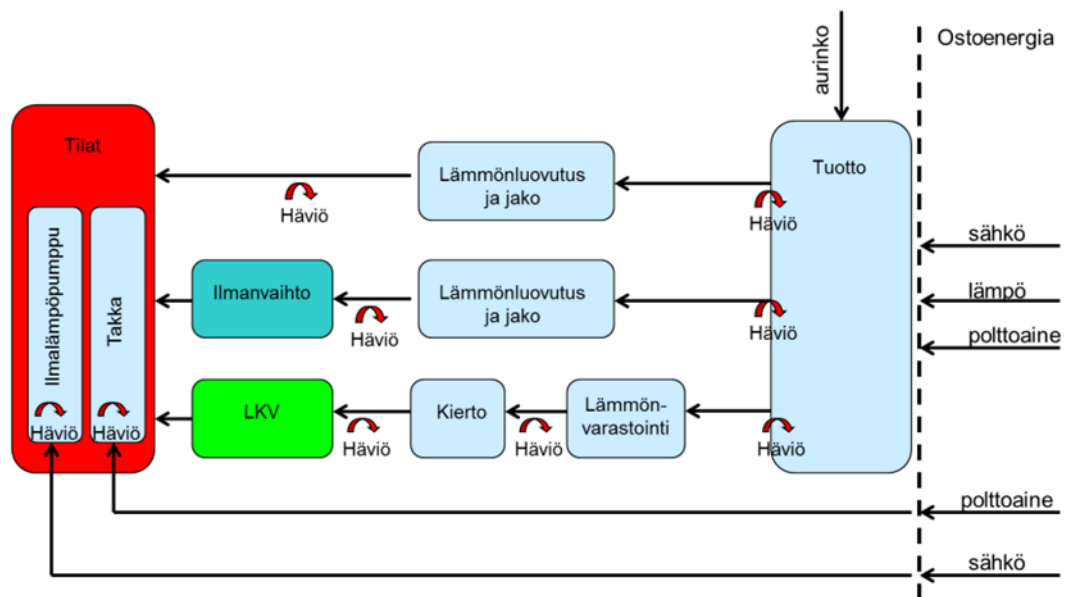 Ostoenergia
aurinko
Tilat
Lämmönluovutus
ja jako
Tuotto
Häviö
Häviö
sähkö
Ilmalämpöpumppu
Takka
Ilmanvaihto
Lämmönluovutus
ja jako
lämpö
Häviö
Häviö
polttoaine
LKV
Kierto
Lämmön-
varastointi
Häviö
Häviö
Häviö
Häviö
Häviö
polttoaine
sähkö